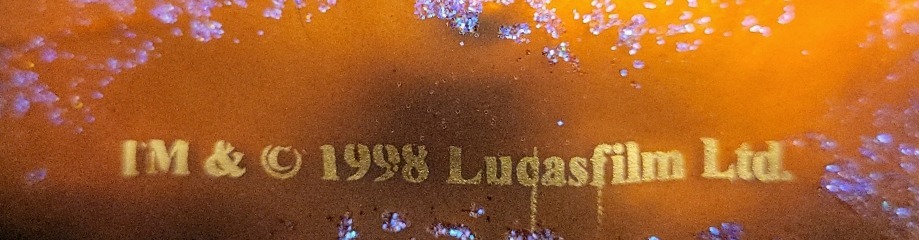 TM & © 1998 Lucasfilm Ltd.